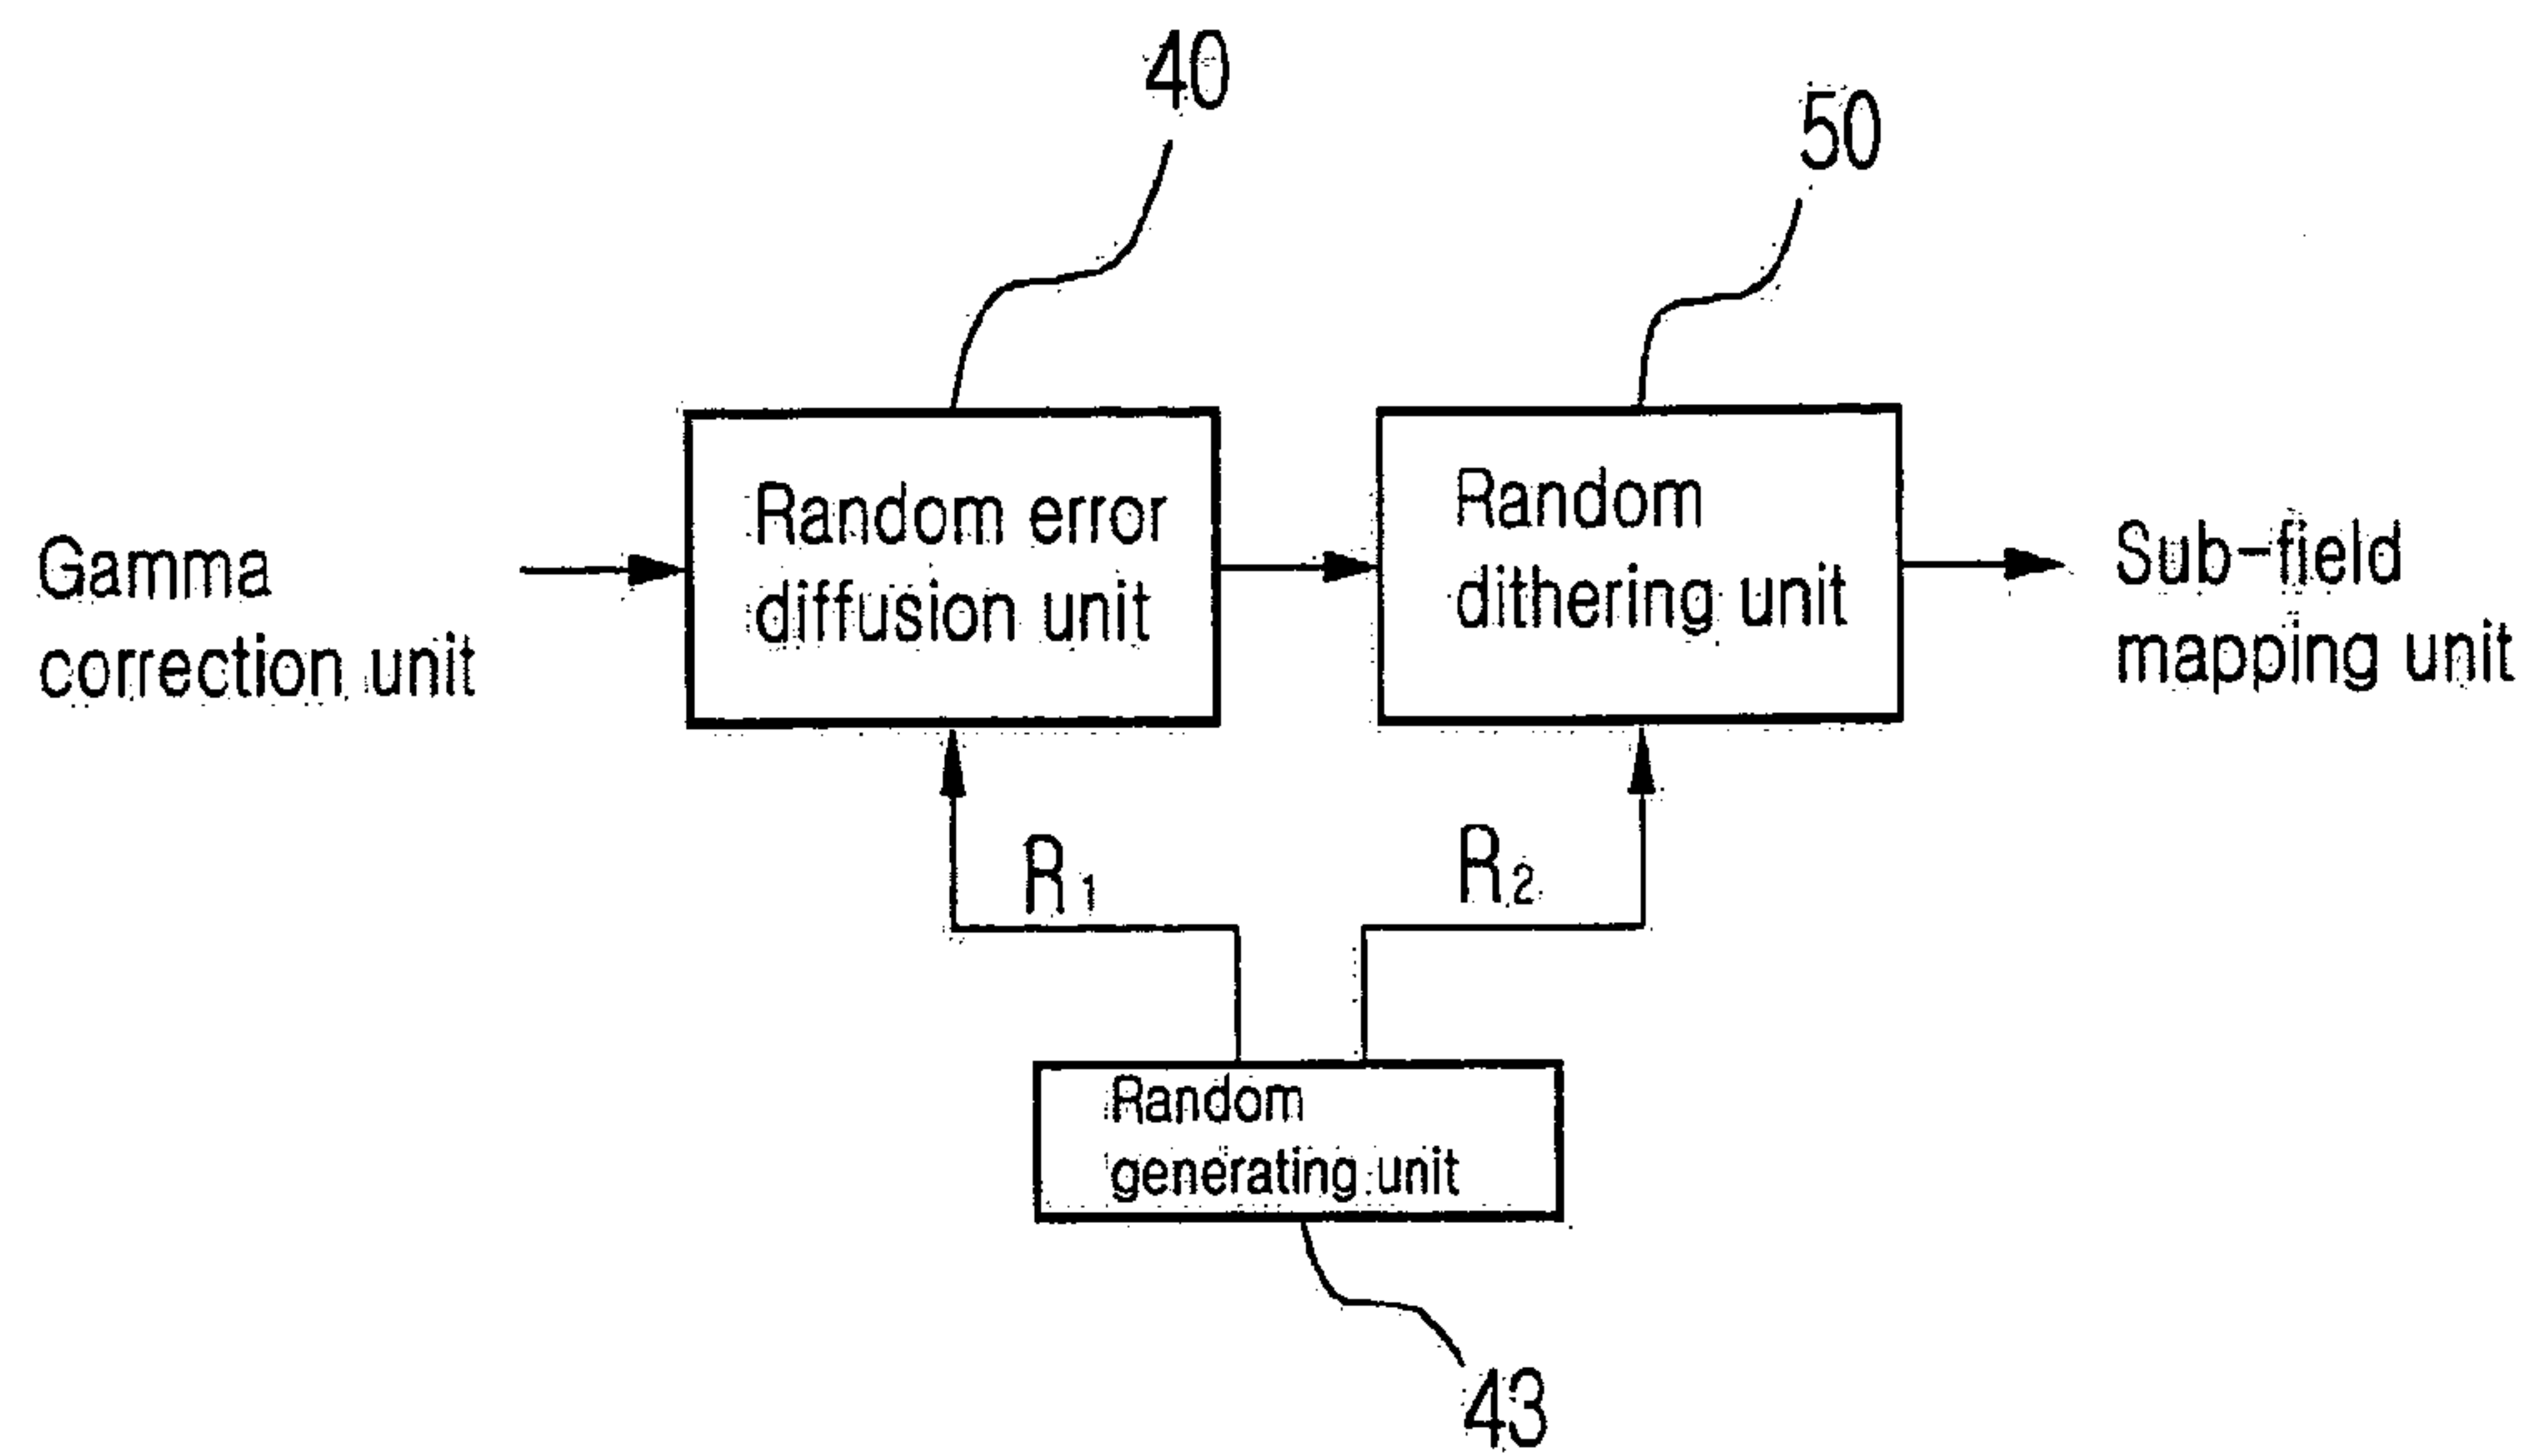 40
50
Gamma
correction unit
Random error
diffusion unit
Random
dithering unit
Sub-field
mapping unit
R1
R2
Random
generating unit
43